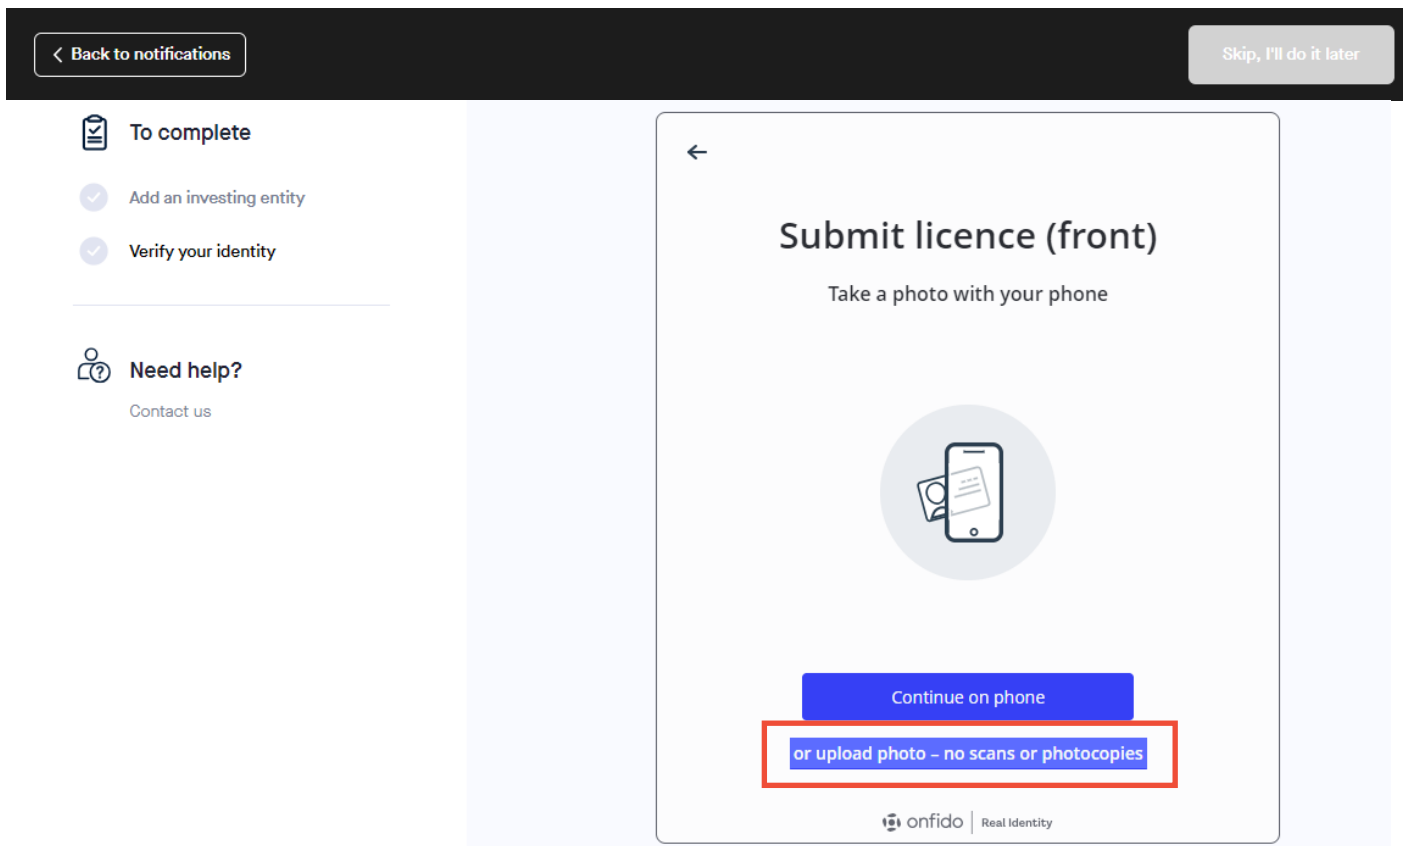 Back to notifications
Skip, I'll do it later
To complete
Add an investing entity
Verify your identity
Need help?
Contact us
Submit licence (front)
Take a photo with your phone
Continue on phone
or upload photo – no scans or photocopies
onfido | Real Identity